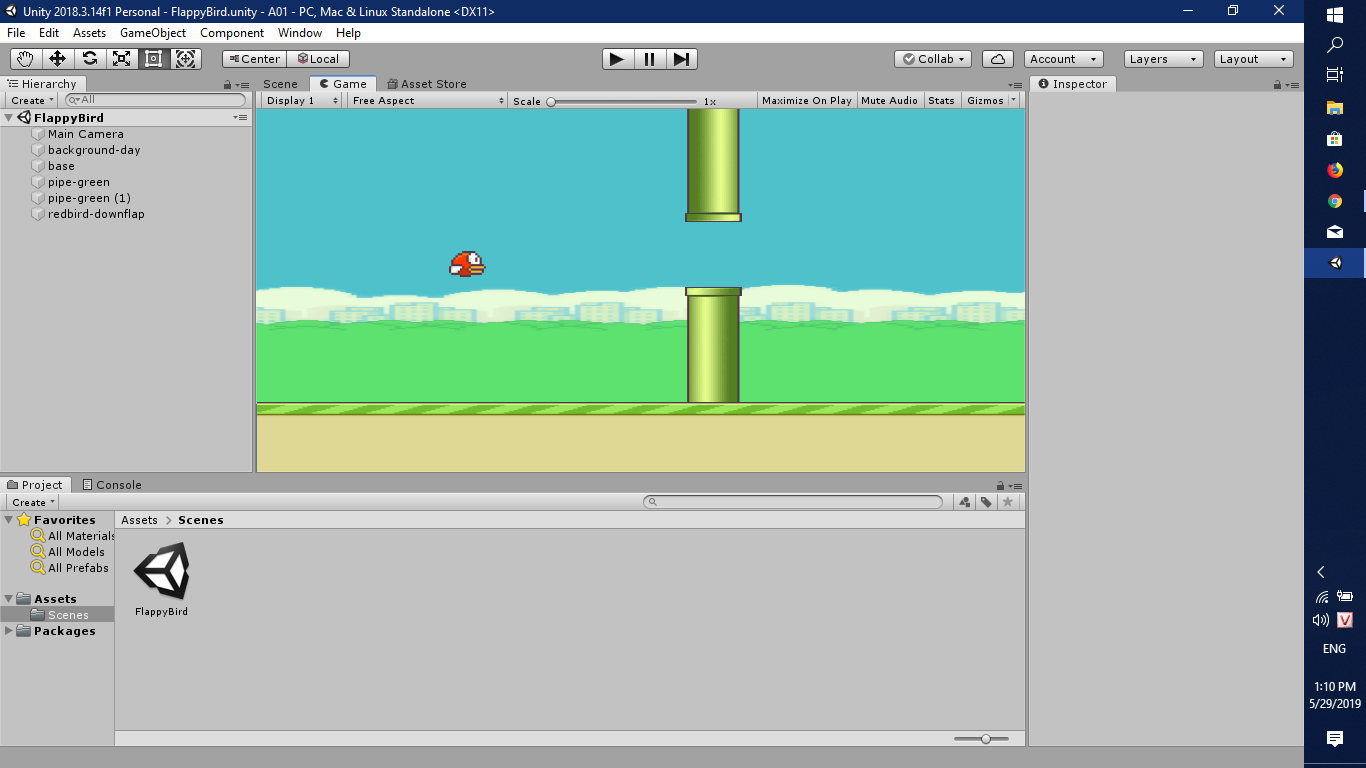 Unity 2018.3.14f1 Personal - FlappyBird.unity - A01 - PC, Mac & Linux Standalone <DX11>
File Edit Assets GameObject Component Window Help
Center Local Collab Account Layers Layout
Hierarchy
Create All
FlappyBird
Main Camera
background-day
base
pipe-green
pipe-green (1)
redbird-downflap
Scene Game Asset Store
Display 1 Free Aspect Scale 1x Maximize On Play Mute Audio Stats Gizmos
Inspector
Project Console
Create
Favorites
All Materials
All Models
All Prefabs
Assets
Scenes
Packages
Assets > Scenes
FlappyBird
V
ENG
1:10 PM
5/29/2019